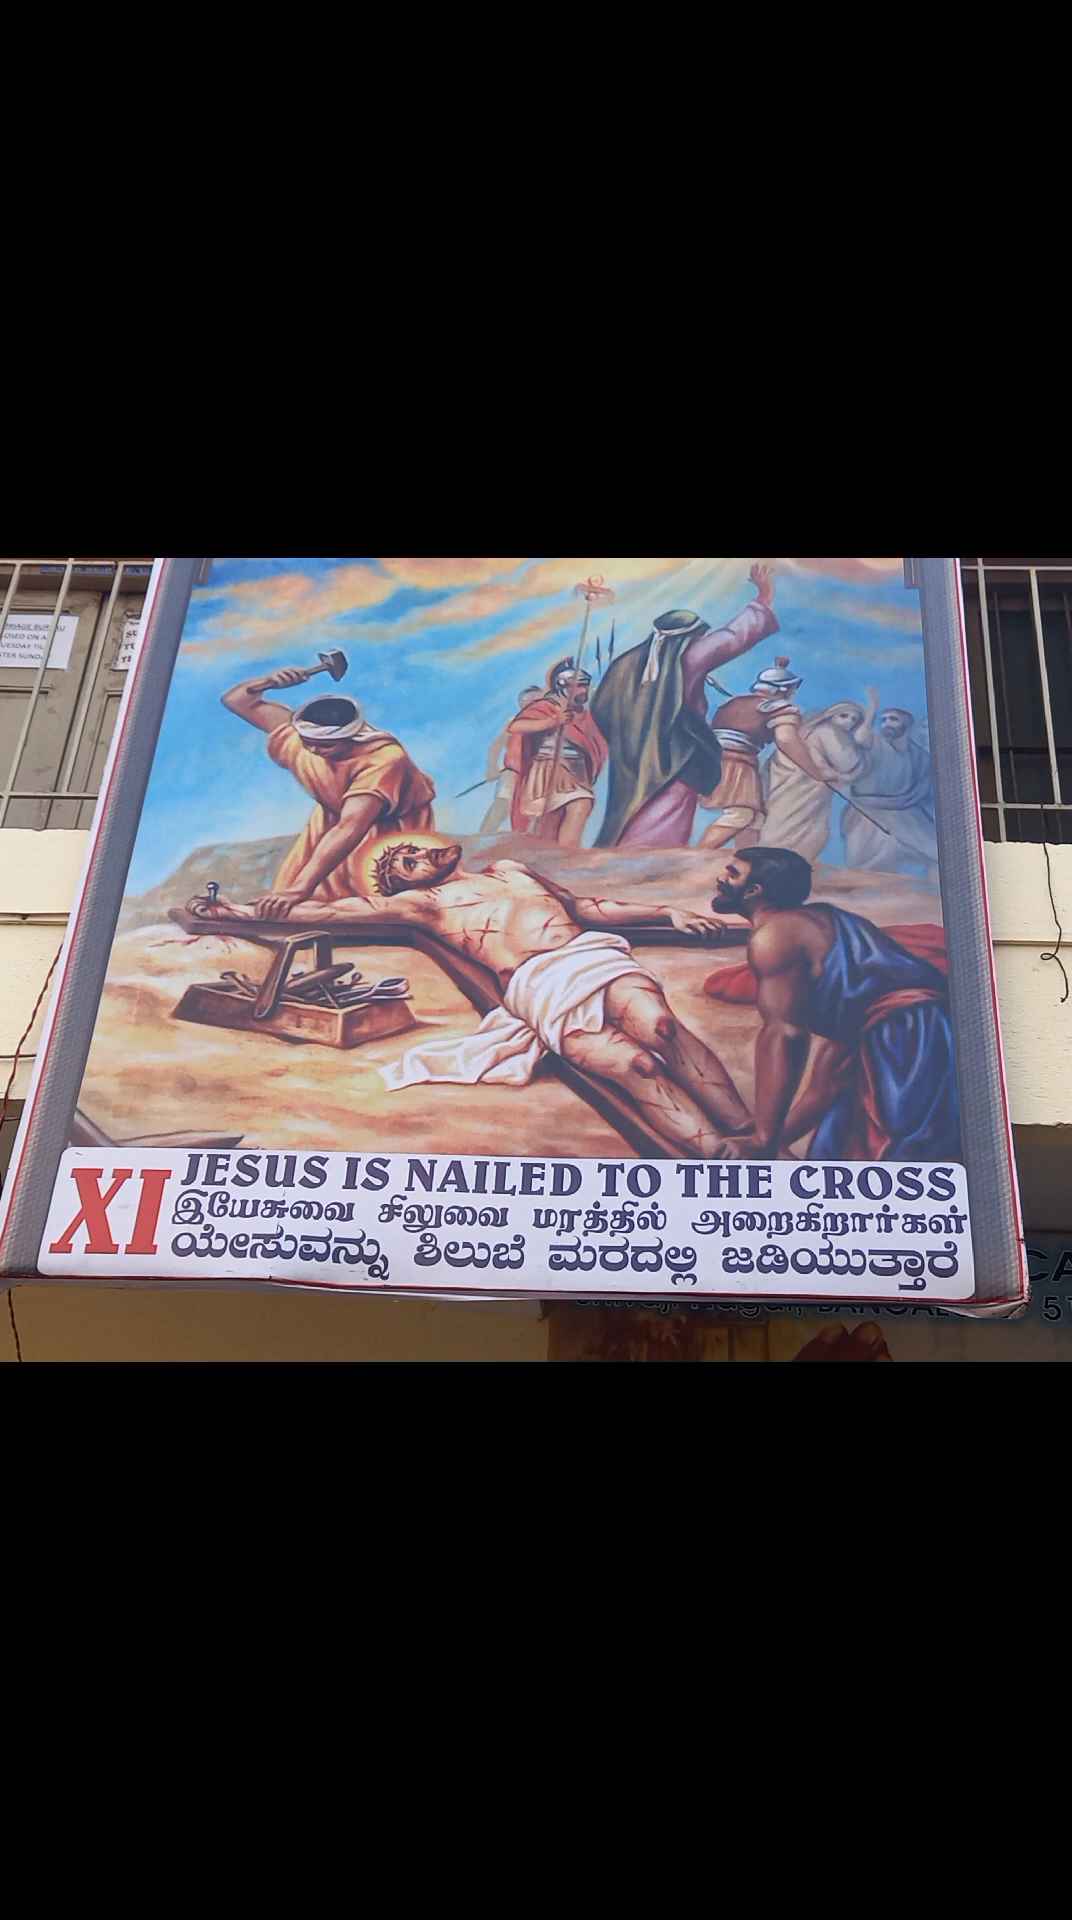 XI
JESUS IS NAILED TO THE CROSS
இயேசுவை சிலுவை மரத்தில் அறைகிறார்கள்
ಯೇಸುವನ್ನು ಶಿಲುಬೆ ಮರದಲ್ಲಿ ಜಡಿಯುತ್ತಾರೆ